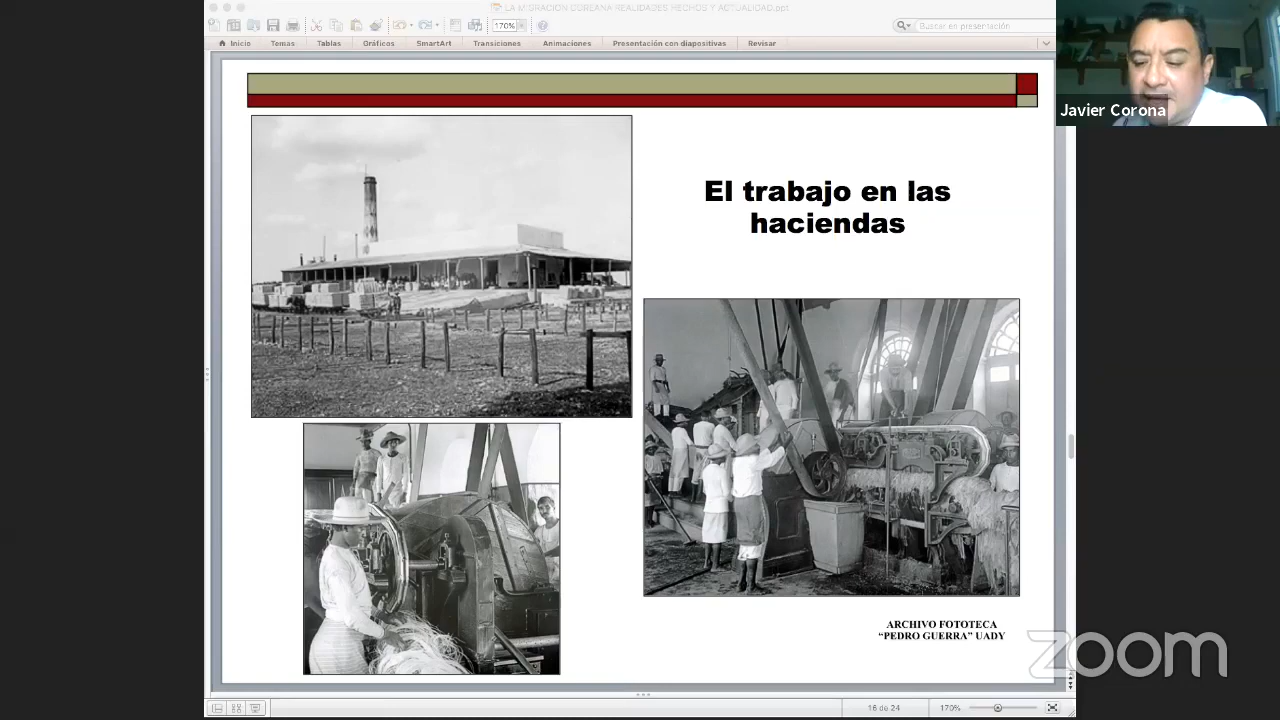 LA MIGRACION COREANA REALIDADES HECHOS Y ACTUALIDAD.ppt
170%
Buscar en presentación
Inicio
Temas
Tablas
Gráficos
SmartArt
Transiciones
Animaciones
Presentación con diapositivas
Revisar
Javier Corona
El trabajo en las
haciendas
ARCHIVO FOTOTECA
“PEDRO GUERRA” UADY
zoom
16 de 24
170%